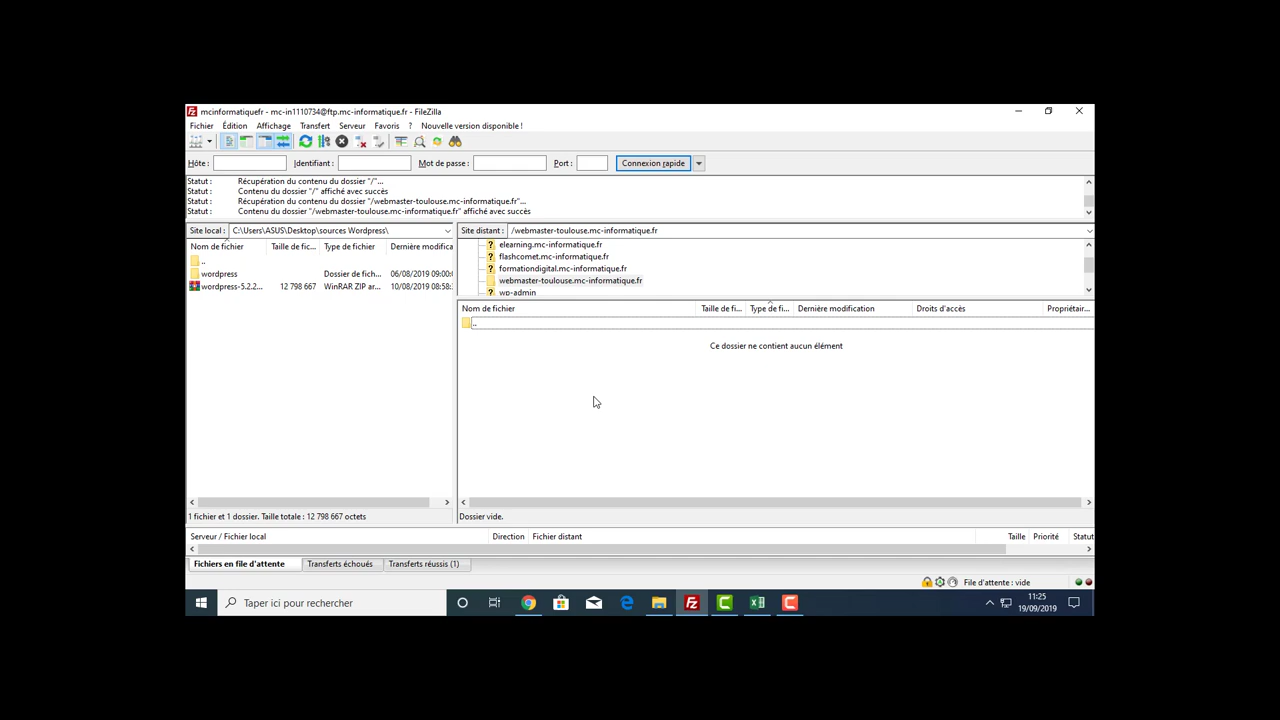 mcinformatiquefr - mc-in1110734@ftp.mc-informatique.fr - FileZilla
Fichier Édition Affichage Transfert Serveur Favoris ? Nouvelle version disponible !
Hôte : Identifiant : Mot de passe : Port : Connexion rapide
Statut : Récupération du contenu du dossier "/"...
Statut : Contenu du dossier "/" affiché avec succès
Statut : Récupération du contenu du dossier "/webmaster-toulouse.mc-informatique.fr"...
Statut : Contenu du dossier "/webmaster-toulouse.mc-informatique.fr" affiché avec succès
Site local : C:\Users\ASUS\Desktop\sources Wordpress\
Nom de fichier Taille de fic... Type de fichier Dernière modifica
..
wordpress Dossier de fich... 06/08/2019 09:00:
wordpress-5.2.2... 12 798 667 WinRAR ZIP ar... 10/08/2019 08:58:
1 fichier et 1 dossier. Taille totale : 12 798 667 octets
Site distant : /webmaster-toulouse.mc-informatique.fr
elearning.mc-informatique.fr
flashcomet.mc-informatique.fr
formationdigital.mc-informatique.fr
webmaster-toulouse.mc-informatique.fr
wp-admin
Nom de fichier Taille de fi... Type de fi... Dernière modification Droits d'accès Propriétair...
..
Ce dossier ne contient aucun élément
Dossier vide.
Serveur / Fichier local Direction Fichier distant Taille Priorité Statut
Fichiers en file d'attente Transferts échoués Transferts réussis (1)
File d'attente : vide
Taper ici pour rechercher
11:25
19/09/2019